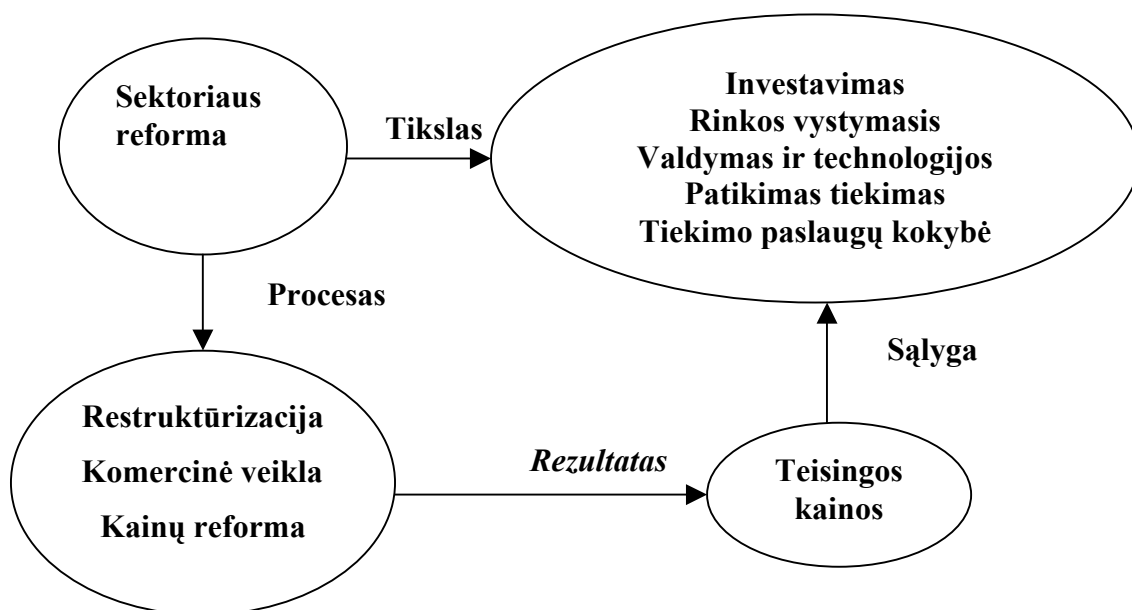 Sektoriaus
reforma
Tikslas
Investavimas
Rinkos vystymasis
Valdymas ir technologijos
Patikimas tiekimas
Tiekimo paslaugų kokybė
Procesas
Sąlyga
Restruktūrizacija
Komercinė veikla
Kainų reforma
Rezultatas
Teisingos
kainos